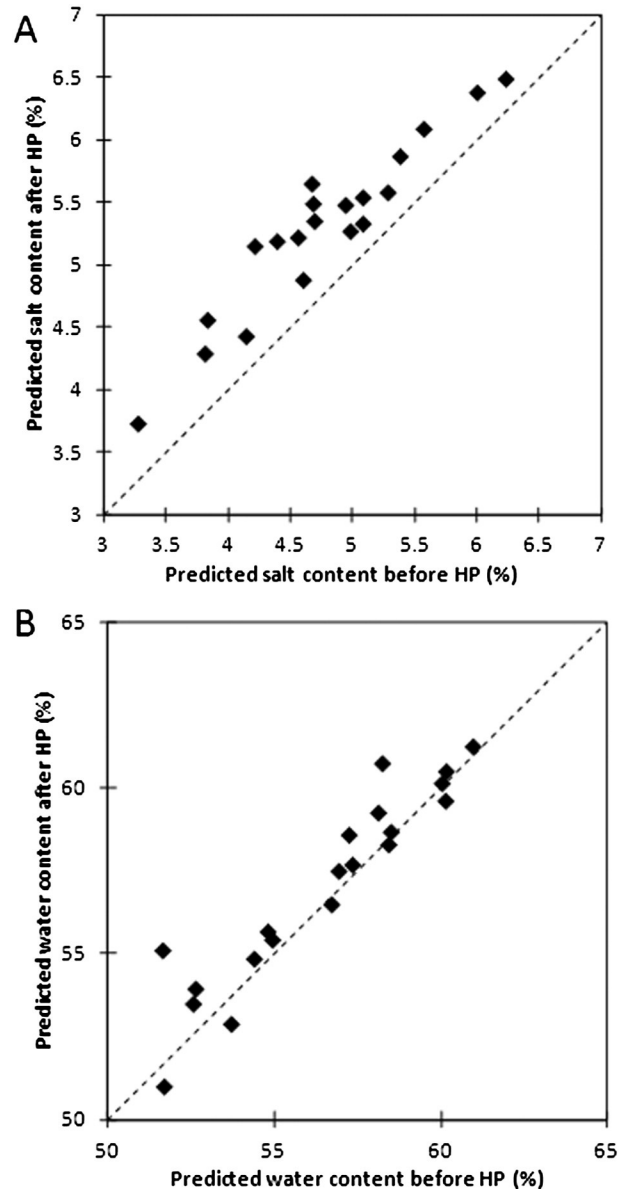 A
7
6.5
6
5.5
5
4.5
4
3.5
3
Predicted salt content after HP (%)
3 3.5 4 4.5 5 5.5 6 6.5 7
Predicted salt content before HP (%)
B
65
60
55
50
Predicted water content after HP (%)
50 55 60 65
Predicted water content before HP (%)